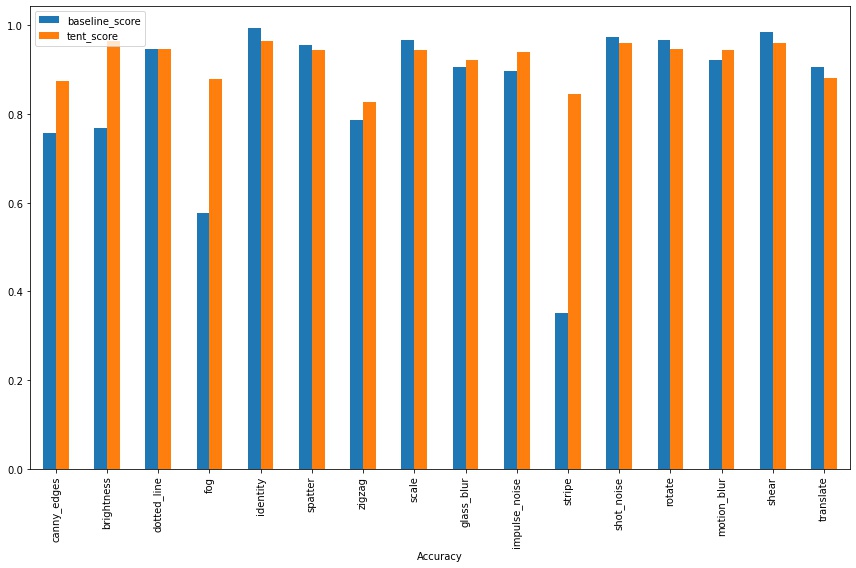 baseline_score
tent_score
1.0
0.8
0.6
0.4
0.2
0.0
canny_edges
brightness
dotted_line
fog
identity
spatter
zigzag
scale
glass_blur
impulse_noise
stripe
shot_noise
rotate
motion_blur
shear
translate
Accuracy